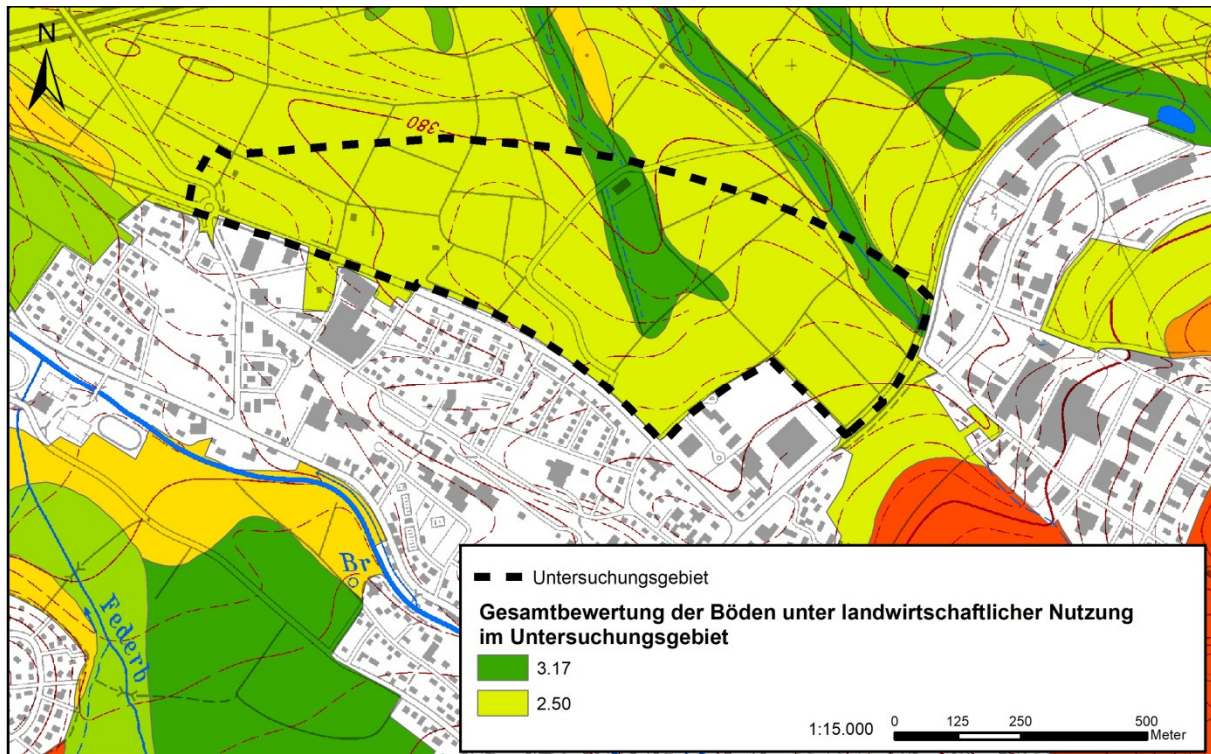 N
380
Br
Federb
Untersuchungsgebiet
Gesamtbewertung der Böden unter landwirtschaftlicher Nutzung
im Untersuchungsgebiet
3.17
2.50
1:15.000 0 125 250 500
Meter